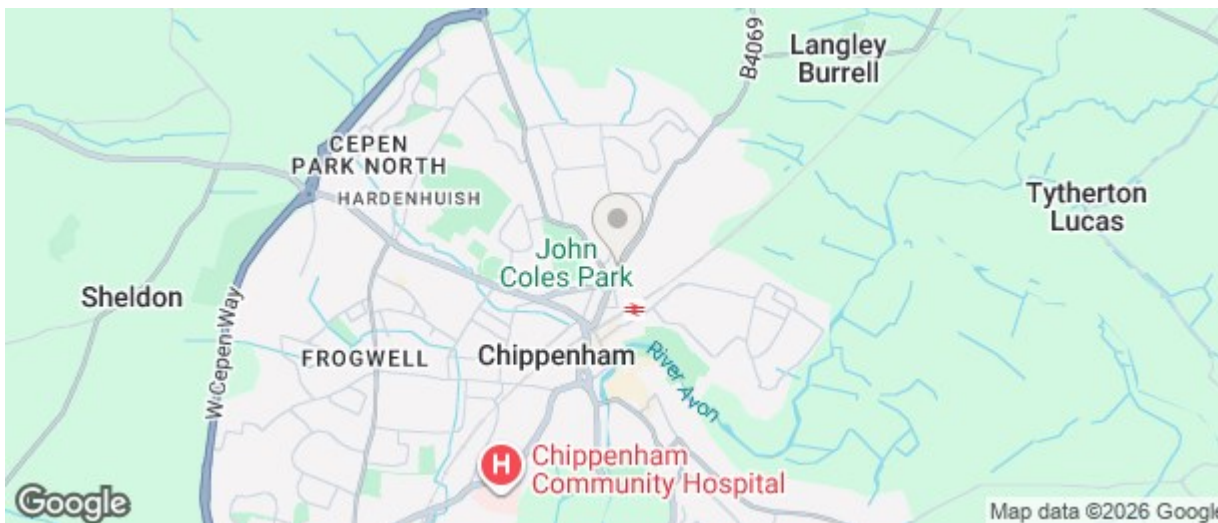 Langley
Burrell
B4069
CEPEN
PARK NORTH
HARDENHUISH
Tytherton
Lucas
John
Coles Park
Sheldon
W Cepen Way
FROGWELL
Chippenham
River Avon
H
Chippenham
Community Hospital
Google
Map data ©2026 Google